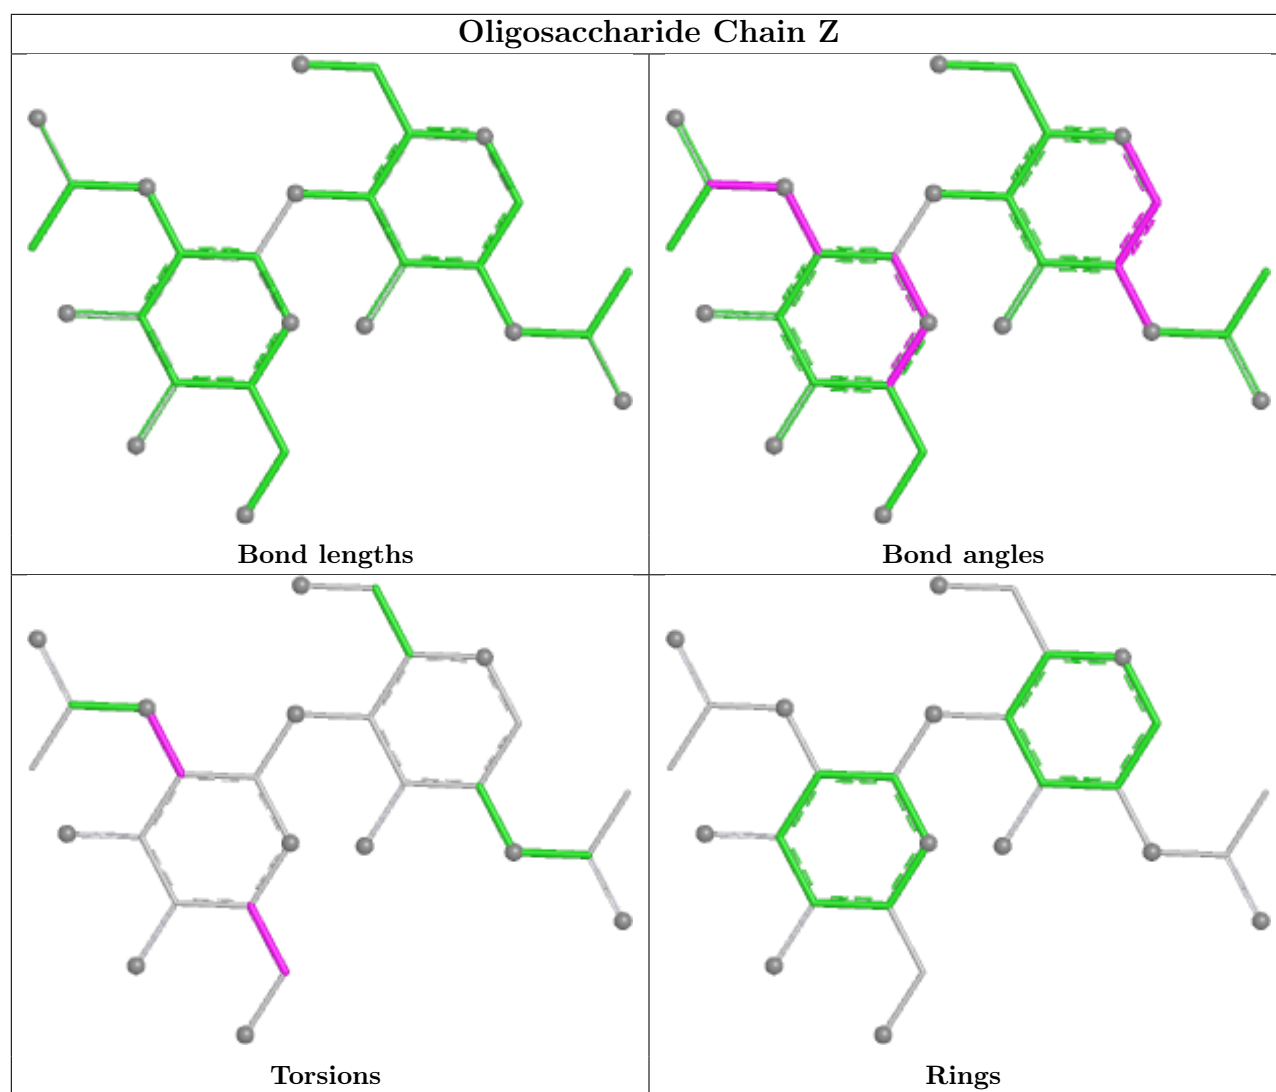 Oligosaccharide Chain Z
Bond lengths
Bond angles
Torsions
Rings